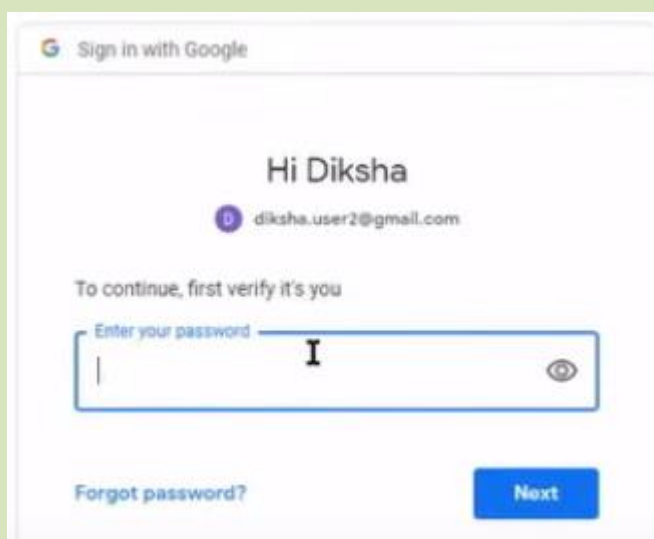 Sign in with Google
Hi Diksha
D diksha.user2@gmail.com
To continue, first verify it's you
Enter your password
Forgot password?
Next